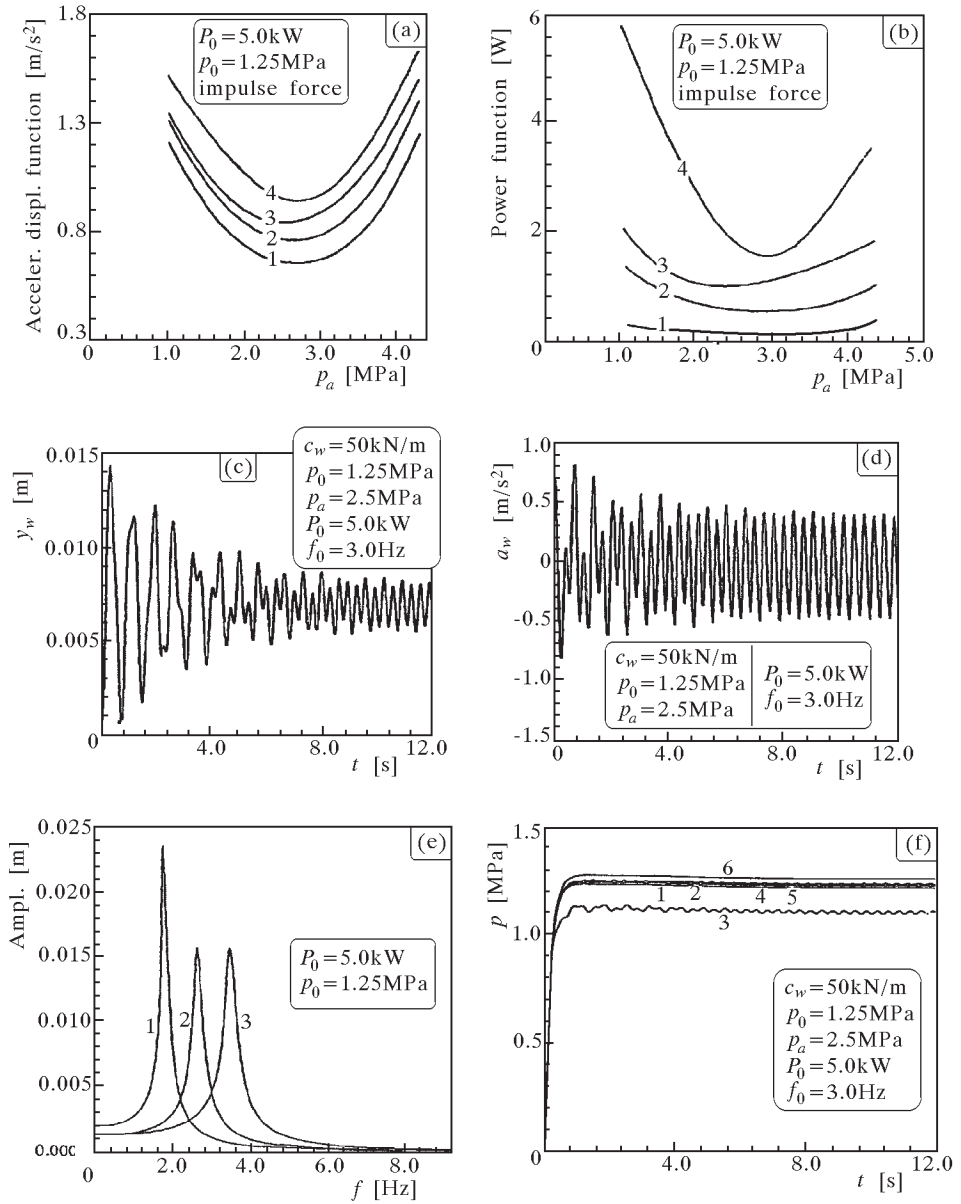 (a)
Acceler. displ. function [m/s²]
P₀=5.0kW
p₀=1.25MPa
impulse force
1.8
1.3
0.8
0.3
4
3
2
1
0 1.0 2.0 3.0 4.0
pₐ [MPa]
(b)
Power function [W]
P₀=5.0kW
p₀=1.25MPa
impulse force
6
4
2
0
4
3
2
1
1.0 2.0 3.0 4.0 5.0
pₐ [MPa]
(c)
y_w [m]
c_w=50kN/m
p₀=1.25MPa
pₐ=2.5MPa
P₀=5.0kW
f₀=3.0Hz
0.015
0.010
0.005
0
4.0 8.0 12.0
t [s]
(d)
a_w [m/s²]
1.0
0.5
0
-0.5
-1.0
-1.5
c_w=50kN/m
p₀=1.25MPa
pₐ=2.5MPa
P₀=5.0kW
f₀=3.0Hz
0 4.0 8.0 12.0
t [s]
(e)
Ampl. [m]
0.025
0.020
0.015
0.010
0.005
0.000
P₀=5.0kW
p₀=1.25MPa
1 2 3
0 2.0 4.0 6.0 8.0
f [Hz]
(f)
p [MPa]
1.5
1.0
0.5
0
6
1 2 4 5
3
c_w=50kN/m
p₀=1.25MPa
pₐ=2.5MPa
P₀=5.0kW
f₀=3.0Hz
4.0 8.0 12.0
t [s]